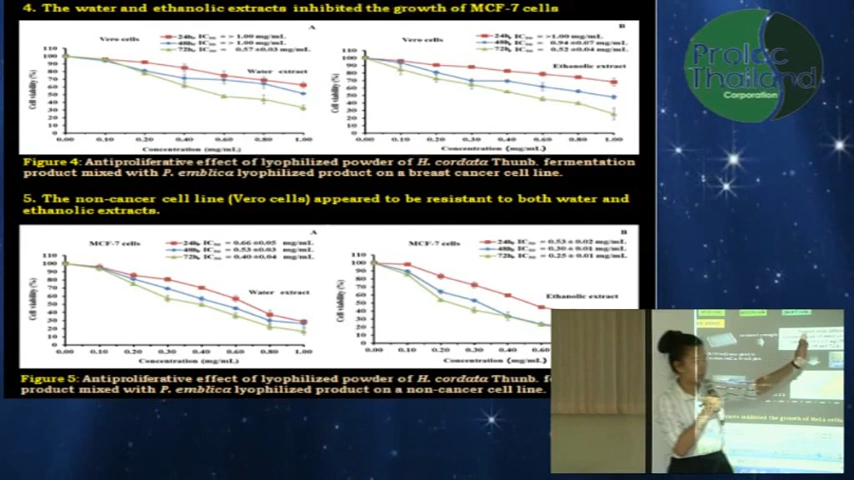 4. The water and ethanolic extracts inhibited the growth of MCF-7 cells
A
Vero cells
24h, IC50 = > 1.00 mg/mL
48h, IC50 = > 1.00 mg/mL
72h, IC50 = 0.57±0.03 mg/mL
Water extract
Cell viability (%)
110
100
90
80
70
60
50
40
30
20
10
0
0.00 0.10 0.20 0.40 0.60 0.80 1.00
Concentration (mg/mL)
B
Vero cells
24h, IC50 = >1.00 mg/mL
48h, IC50 = 0.94±0.07 mg/mL
72h, IC50 = 0.52±0.04 mg/mL
Ethanolic extract
Cell viability (%)
110
100
90
80
70
60
50
40
30
20
10
0
0.00 0.10 0.20 0.40 0.60 0.80 1.00
Concentration (mg/mL)
Figure 4: Antiproliferative effect of lyophilized powder of H. cordata Thunb. fermentation
product mixed with P. emblica lyophilized product on a breast cancer cell line.
5. The non-cancer cell line (Vero cells) appeared to be resistant to both water and
ethanolic extracts.
A
MCF-7 cells
24h, IC50 = 0.66±0.05 mg/mL
48h, IC50 = 0.53±0.03 mg/mL
72h, IC50 = 0.40±0.04 mg/mL
Water extract
Cell viability (%)
110
100
90
80
70
60
50
40
30
20
10
0
0.00 0.10 0.20 0.40 0.60 0.80 1.00
Concentration (mg/mL)
B
MCF-7 cells
24h, IC50 = 0.53 ± 0.02 mg/mL
48h, IC50 = 0.30 ± 0.01 mg/mL
72h, IC50 = 0.25 ± 0.01 mg/mL
Ethanolic extract
Cell viability (%)
110
100
90
80
70
60
50
40
30
20
10
0
0.00 0.10 0.20 0.40 0.60
Concentration (mg/mL)
Figure 5: Antiproliferative effect of lyophilized powder of H. cordata Thunb. fe
product mixed with P. emblica lyophilized product on a non-cancer cell line.
Prolac
Thailand
Corporation
inhibited the growth of HeLa cells